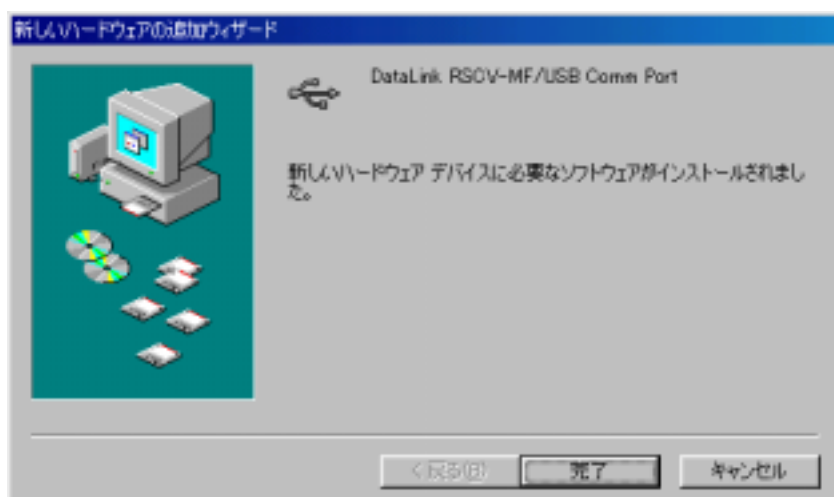 新しいハードウェアの追加ウィザード
DataLink RSCV-MF/USB Comm Port
新しいハードウェア デバイスに必要なソフトウェアがインストールされまし
た。
< 戻る(B)
完了
キャンセル